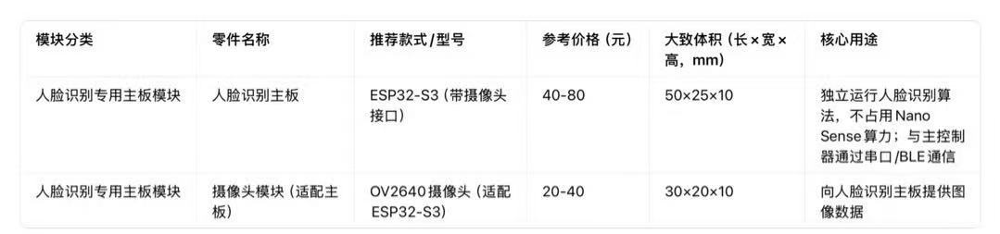 模块分类 零件名称 推荐款式/型号 参考价格（元） 大致体积（长×宽×
高，mm） 核心用途
人脸识别专用主板模块 人脸识别主板 ESP32-S3（带摄像头
接口） 40-80 50×25×10 独立运行人脸识别算
法，不占用Nano
Sense算力；与主控制
器通过串口/BLE通信
人脸识别专用主板模块 摄像头模块（适配主
板） OV2640摄像头（适配
ESP32-S3） 20-40 30×20×10 向人脸识别主板提供图
像数据